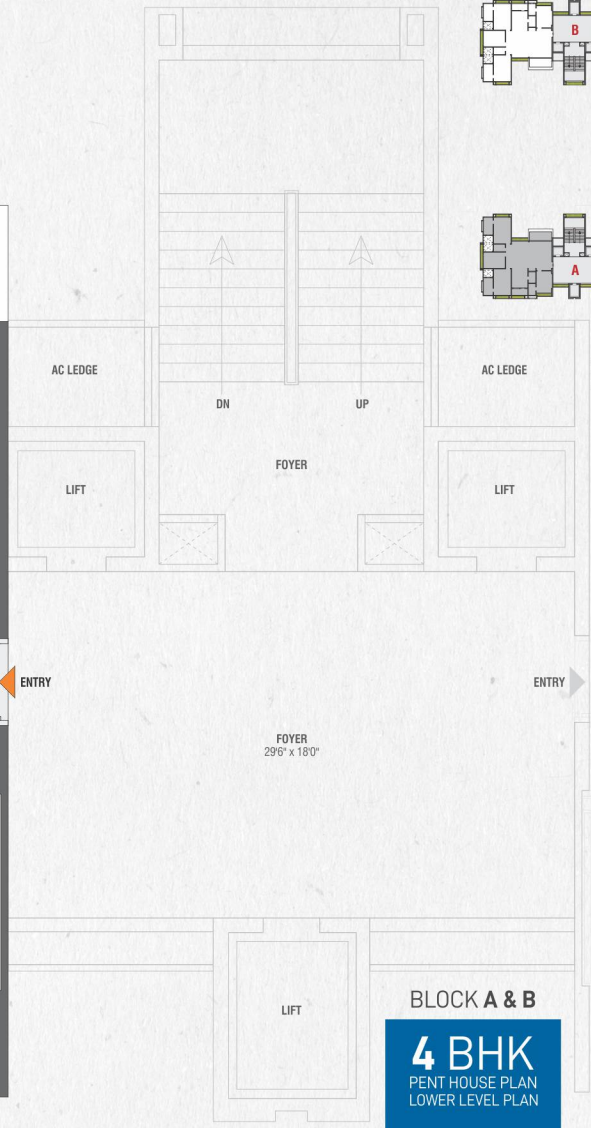 B
A
AC LEDGE
AC LEDGE
DN
UP
FOYER
LIFT
LIFT
ENTRY
ENTRY
FOYER
29'6" x 18'0"
LIFT
BLOCK A & B
4 BHK
PENT HOUSE PLAN
LOWER LEVEL PLAN